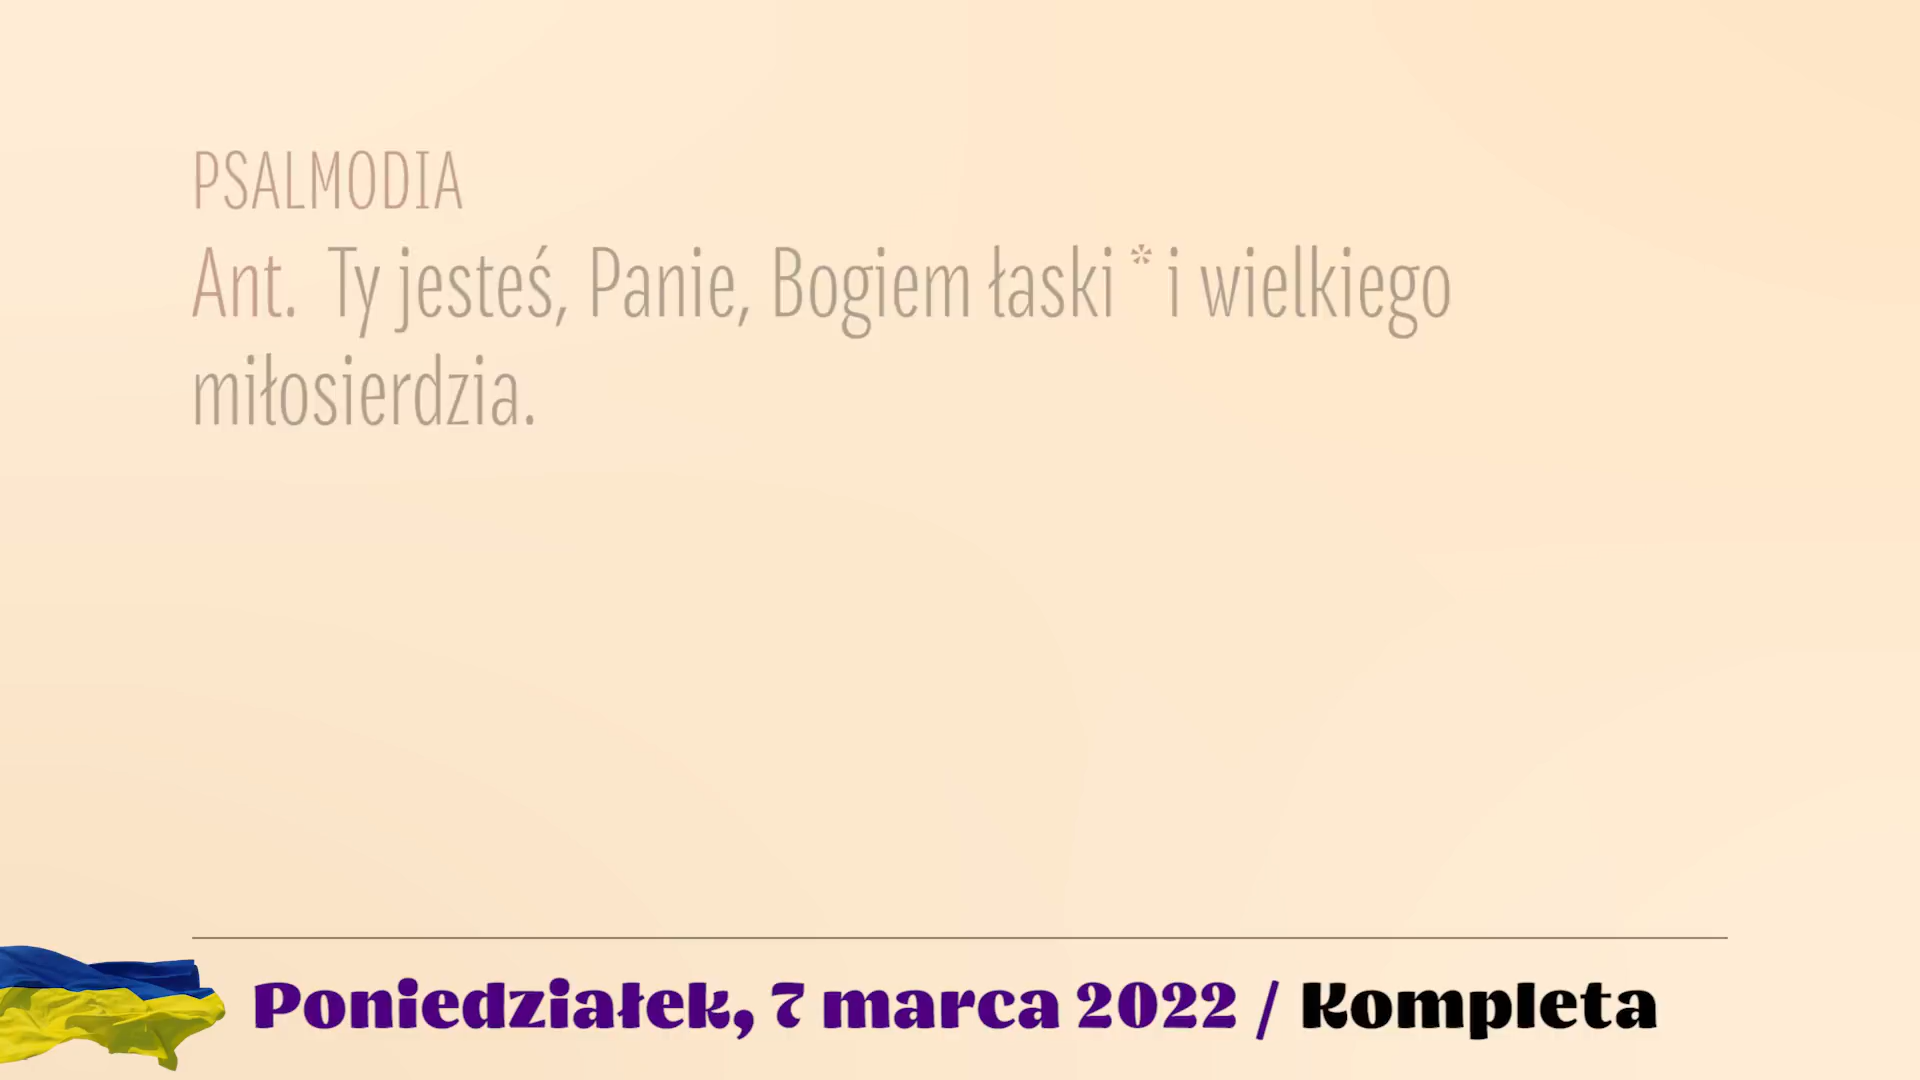 PSALMODIA
Ant. Ty jesteś, Panie, Bogiem łaski * i wielkiego
miłosierdzia.
Poniedziałek, 7 marca 2022 / Kompleta